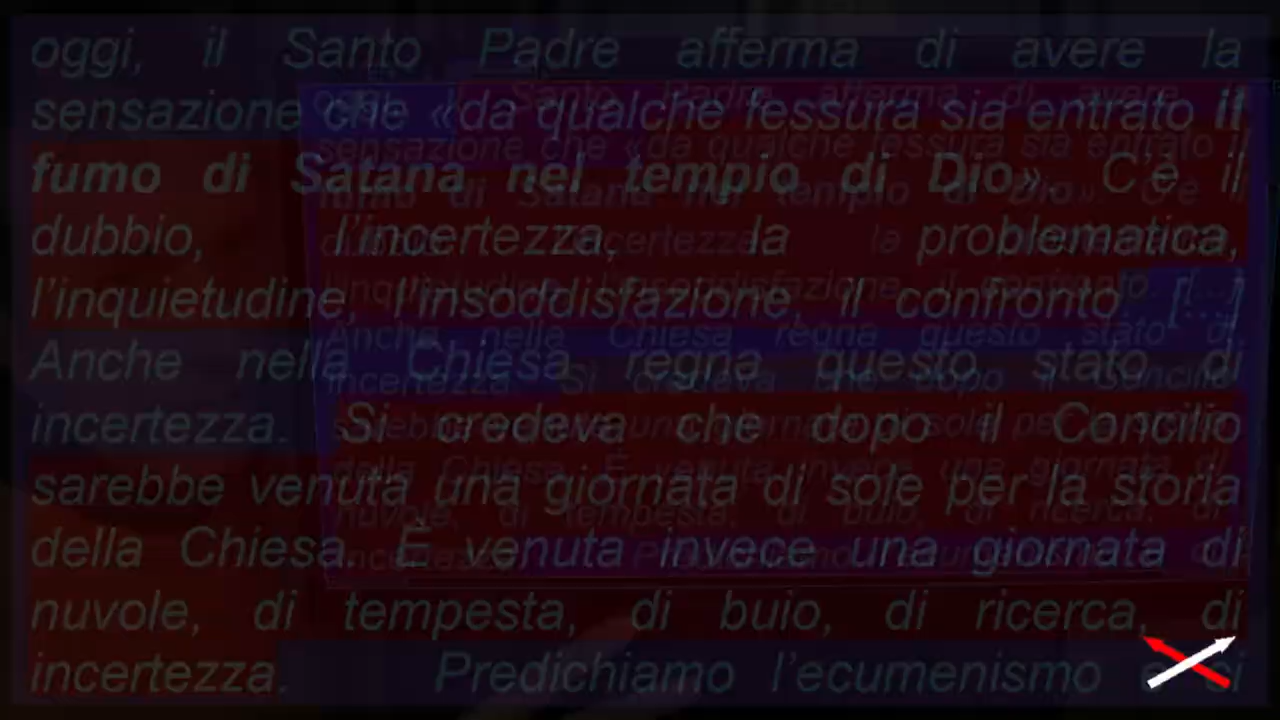 oggi, il Santo Padre afferma di avere la
sensazione che «da qualche fessura sia entrato il
fumo di Satana nel tempio di Dio». C’è il
dubbio, l’incertezza, la problematica,
l’inquietudine, l’insoddisfazione, il confronto. […]
Anche nella Chiesa regna questo stato di
incertezza. Si credeva che dopo il Concilio
sarebbe venuta una giornata di sole per la storia
della Chiesa. È venuta invece una giornata di
nuvole, di tempesta, di buio, di ricerca, di
incertezza. Predichiamo l’ecumenismo e ci